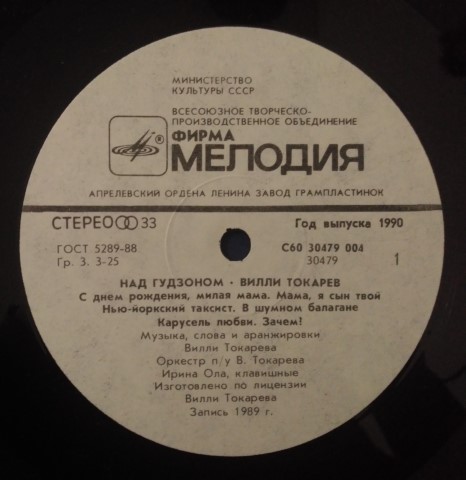 МИНИСТЕРСТВО
КУЛЬТУРЫ СССР
ВСЕСОЮЗНОЕ ТВОРЧЕСКО-
ПРОИЗВОДСТВЕННОЕ ОБЪЕДИНЕНИЕ
ФИРМА
® МЕЛОДИЯ
АПРЕЛЕВСКИЙ ОРДЕНА ЛЕНИНА ЗАВОД ГРАМПЛАСТИНОК
СТЕРЕО 33 Год выпуска 1990
ГОСТ 5289-88 С60 30479 004
Гр. 3. 3-25 30479 1
НАД ГУДЗОНОМ • ВИЛЛИ ТОКАРЕВ
С днем рождения, милая мама. Мама, я сын твой
Нью-йоркский таксист. В шумном балагане
Карусель любви. Зачем!
Музыка, слова и аранжировки
Вилли Токарева
Оркестр п/у В. Токарева
Ирина Ола, клавишные
Изготовлено по лицензии
Вилли Токарева
Запись 1989 г.